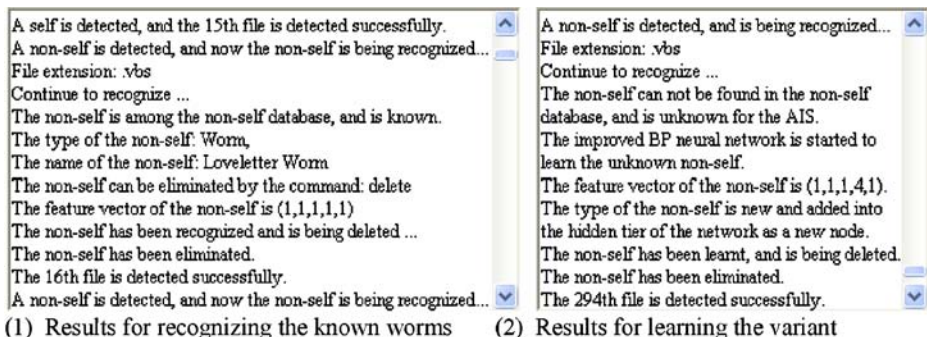 A self is detected, and the 15th file is detected successfully.
A non-self is detected, and now the non-self is being recognized...
File extension: .vbs
Continue to recognize ...
The non-self is among the non-self database, and is known.
The type of the non-self: Worm,
The name of the non-self: Loveletter Worm
The non-self can be eliminated by the command: delete
The feature vector of the non-self is (1,1,1,1,1)
The non-self has been recognized and is being deleted ...
The non-self has been eliminated.
The 16th file is detected successfully.
A non-self is detected, and now the non-self is being recognized...
(1) Results for recognizing the known worms
A non-self is detected, and is being recognized...
File extension: .vbs
Continue to recognize ...
The non-self can not be found in the non-self
database, and is unknown for the AIS.
The improved BP neural network is started to
learn the unknown non-self.
The feature vector of the non-self is (1,1,1,4,1).
The type of the non-self is new and added into
the hidden tier of the network as a new node.
The non-self has been learnt, and is being deleted.
The non-self has been eliminated.
The 294th file is detected successfully.
(2) Results for learning the variant